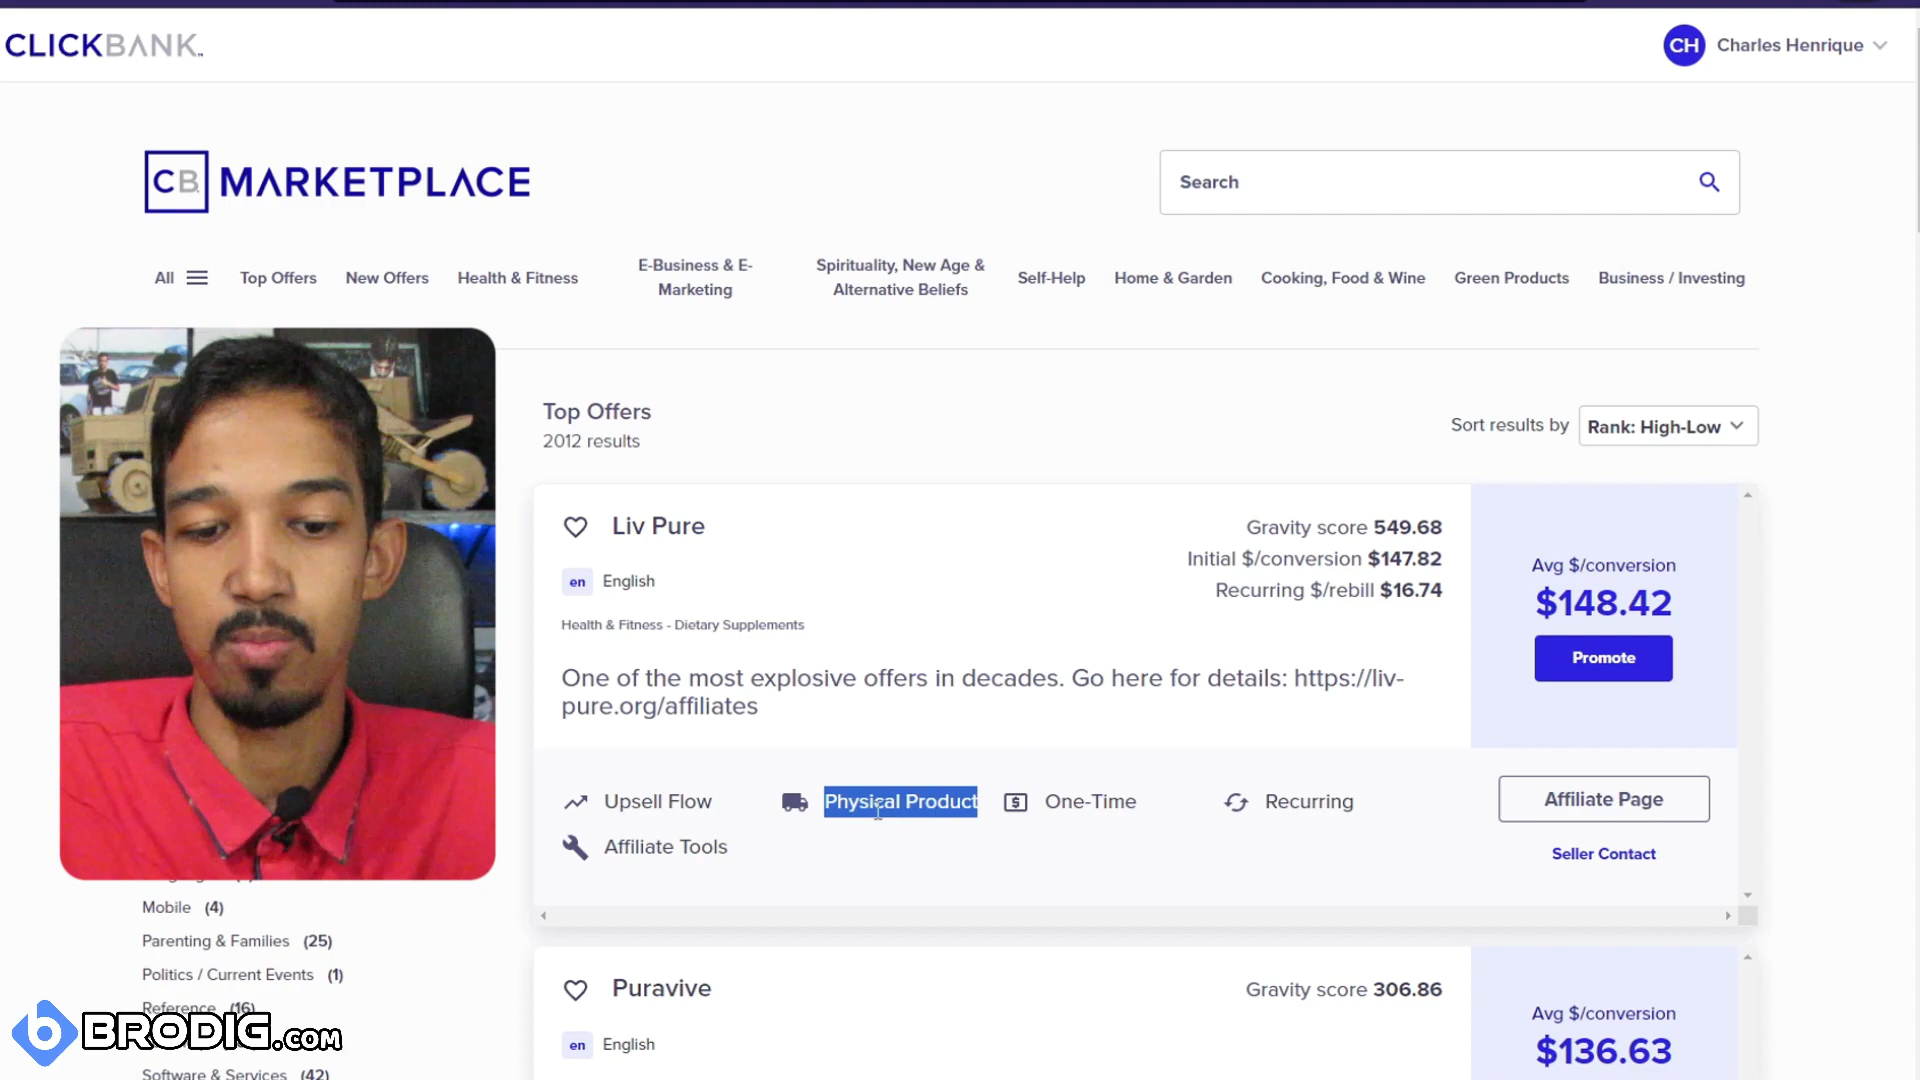 CLICKBANK
CH Charles Henrique
CB MARKETPLACE
Search
All Top Offers New Offers Health & Fitness E-Business & E-Marketing Spirituality, New Age & Alternative Beliefs Self-Help Home & Garden Cooking, Food & Wine Green Products Business / Investing
Top Offers
2012 results
Sort results by Rank: High-Low
Liv Pure
en English
Health & Fitness - Dietary Supplements
Gravity score 549.68
Initial $/conversion $147.82
Recurring $/rebill $16.74
One of the most explosive offers in decades. Go here for details: https://liv-
pure.org/affiliates
Avg $/conversion
$148.42
Promote
Upsell Flow Physical Product One-Time Recurring
Affiliate Tools
Affiliate Page
Seller Contact
Mobile (4)
Parenting & Families (25)
Politics / Current Events (1)
Reference (16)
Software & Services (42)
Puravive
en English
Gravity score 306.86
Avg $/conversion
$136.63
BRODIG.COM